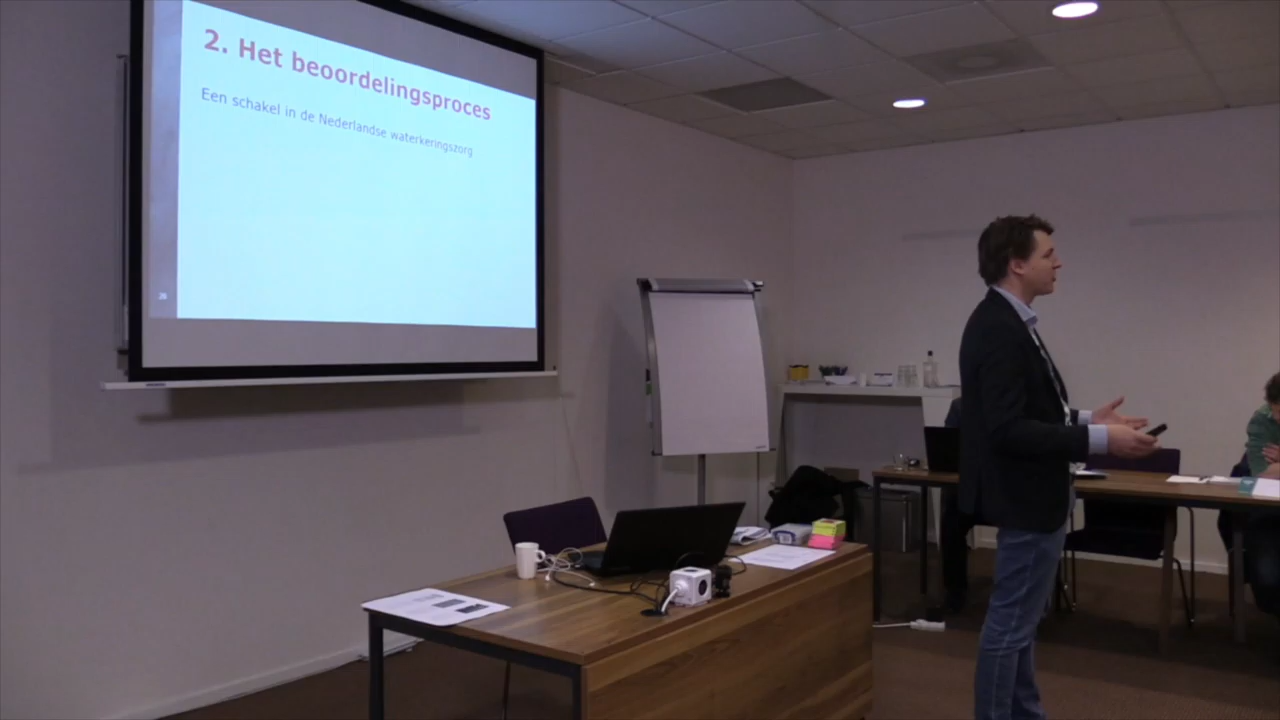 2. Het beoordelingsproces
Een schakel in de Nederlandse waterkeringszorg